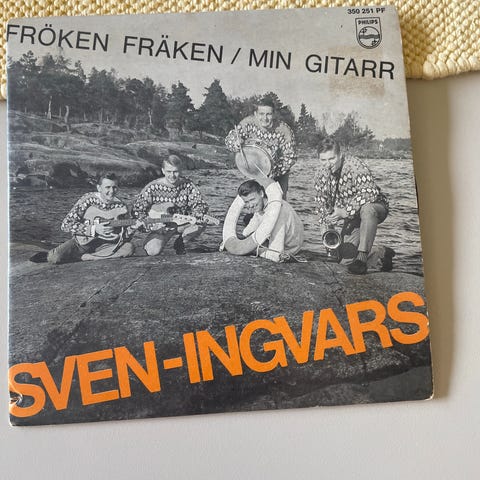 350 251 PF
PHILIPS
FRÖKEN FRÄKEN / MIN GITARR
SVEN-INGVARS